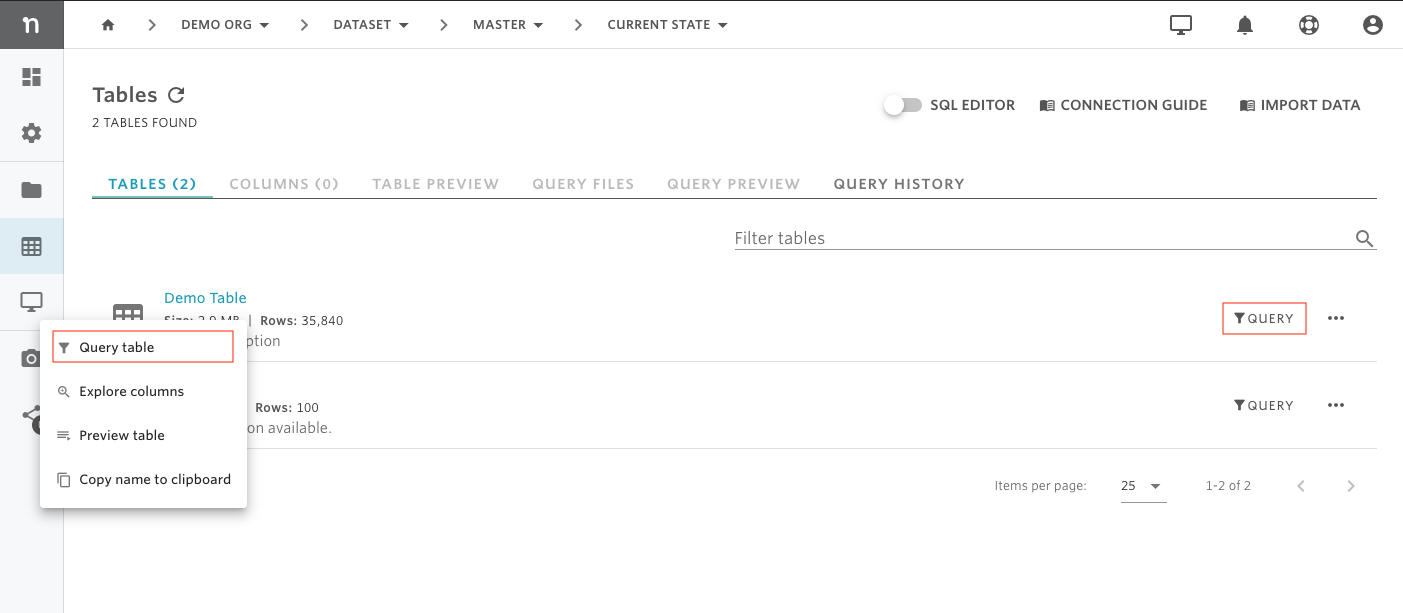 n
DEMO ORG
DATASET
MASTER
CURRENT STATE
Tables
2 TABLES FOUND
SQL EDITOR
CONNECTION GUIDE
IMPORT DATA
TABLES (2)
COLUMNS (0)
TABLE PREVIEW
QUERY FILES
QUERY PREVIEW
QUERY HISTORY
Filter tables
Demo Table
Size: 2.9 MB | Rows: 35,840
ption
QUERY
Query table
Explore columns
Preview table
Copy name to clipboard
Rows: 100
on available.
QUERY
Items per page:
25
1-2 of 2